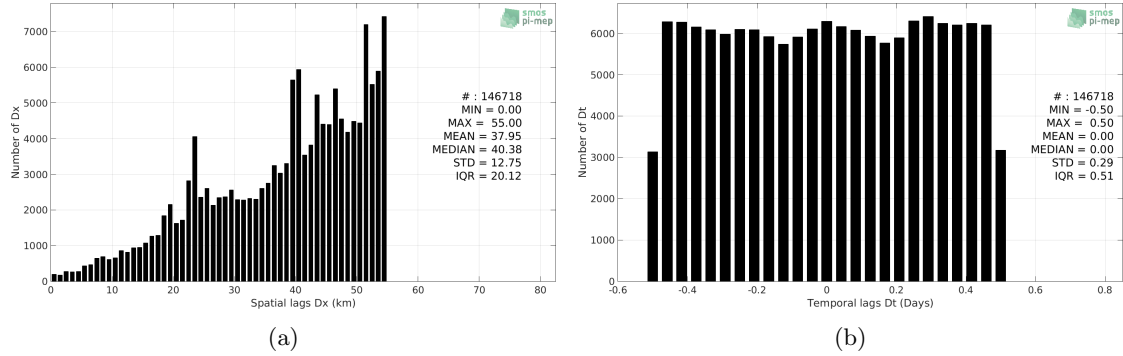 smos
pi-mep
7000
6000
5000
4000
3000
2000
1000
0
Number of Dx
# : 146718
MIN = 0.00
MAX = 55.00
MEAN = 37.95
MEDIAN = 40.38
STD = 12.75
IQR = 20.12
0 10 20 30 40 50 60 70 80
Spatial lags Dx (km)
(a)
smos
pi-mep
6000
5000
4000
3000
2000
1000
0
Number of Dt
# : 146718
MIN = -0.50
MAX = 0.50
MEAN = 0.00
MEDIAN = 0.00
STD = 0.29
IQR = 0.51
-0.6 -0.4 -0.2 0 0.2 0.4 0.6 0.8
Temporal lags Dt (Days)
(b)